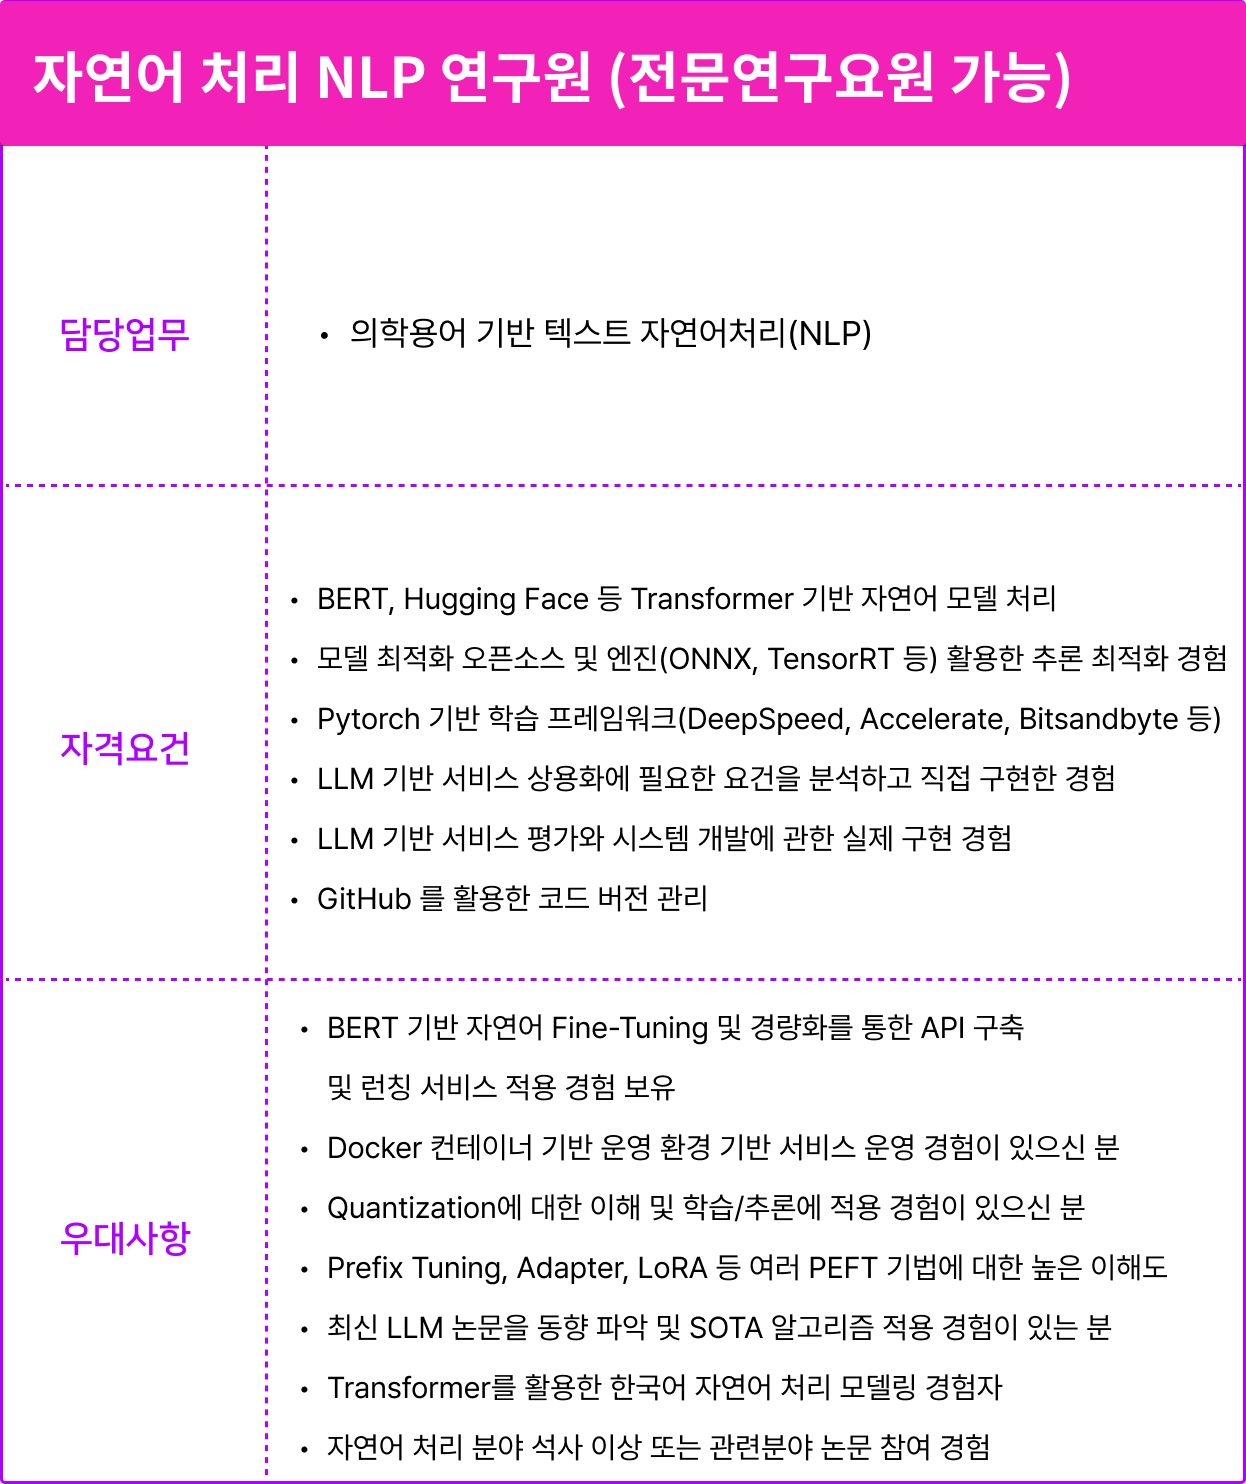 자연어 처리 NLP 연구원 (전문연구요원 가능)
담당업무
• 의학용어 기반 텍스트 자연어처리(NLP)
자격요건
• BERT, Hugging Face 등 Transformer 기반 자연어 모델 처리
• 모델 최적화 오픈소스 및 엔진(ONNX, TensorRT 등) 활용한 추론 최적화 경험
• Pytorch 기반 학습 프레임워크(DeepSpeed, Accelerate, Bitsandbyte 등)
• LLM 기반 서비스 상용화에 필요한 요건을 분석하고 직접 구현한 경험
• LLM 기반 서비스 평가와 시스템 개발에 관한 실제 구현 경험
• GitHub 를 활용한 코드 버전 관리
우대사항
• BERT 기반 자연어 Fine-Tuning 및 경량화를 통한 API 구축
및 런칭 서비스 적용 경험 보유
• Docker 컨테이너 기반 운영 환경 기반 서비스 운영 경험이 있으신 분
• Quantization에 대한 이해 및 학습/추론에 적용 경험이 있으신 분
• Prefix Tuning, Adapter, LoRA 등 여러 PEFT 기법에 대한 높은 이해도
• 최신 LLM 논문을 동향 파악 및 SOTA 알고리즘 적용 경험이 있는 분
• Transformer를 활용한 한국어 자연어 처리 모델링 경험자
• 자연어 처리 분야 석사 이상 또는 관련분야 논문 참여 경험